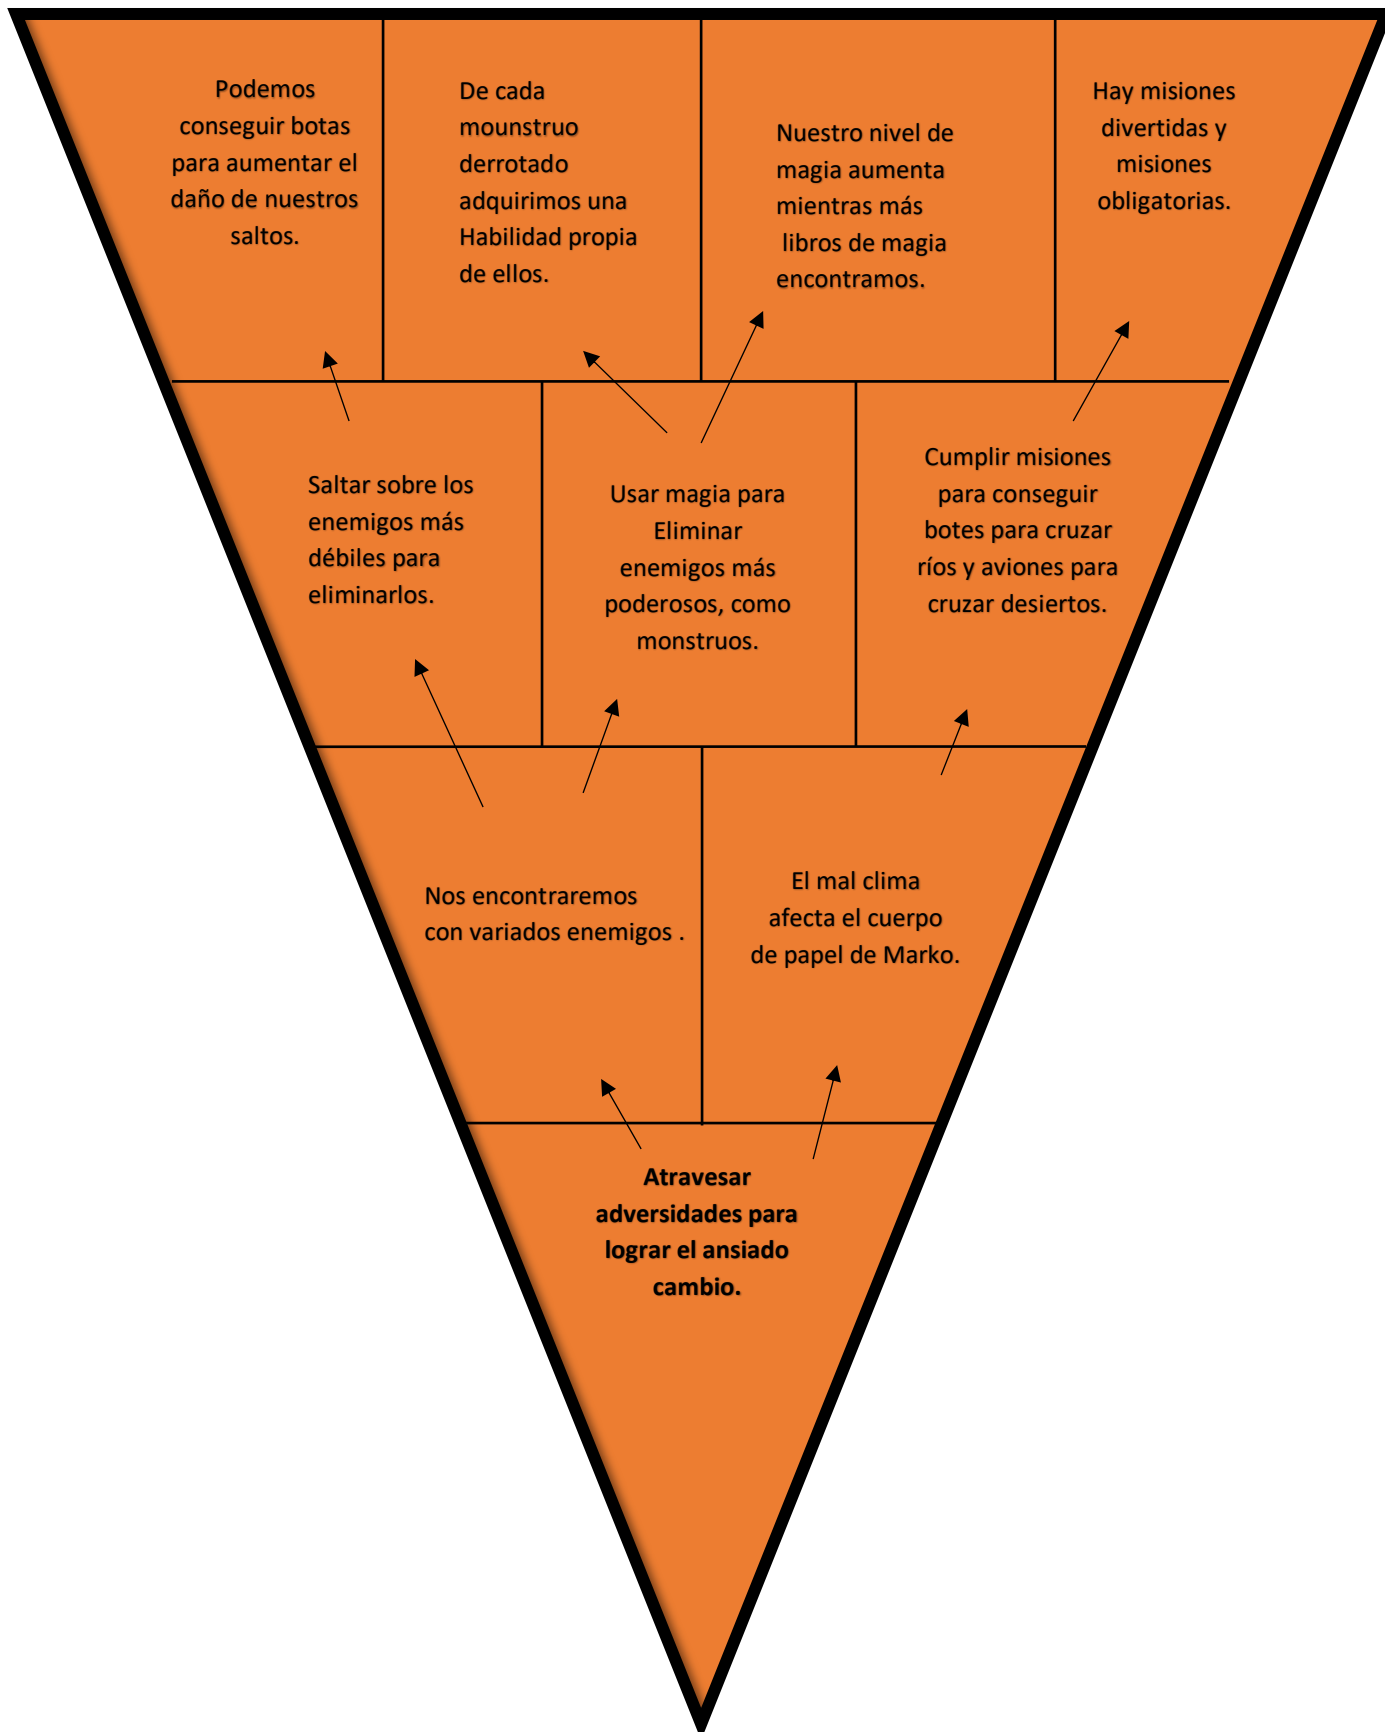 Podemos
conseguir botas
para aumentar el
daño de nuestros
saltos.
De cada
mounstruo
derrotado
adquirimos una
Habilidad propia
de ellos.
Nuestro nivel de
magia aumenta
mientras más
libros de magia
encontramos.
Hay misiones
divertidas y
misiones
obligatorias.
Saltar sobre los
enemigos más
débiles para
eliminarlos.
Usar magia para
Eliminar
enemigos más
poderosos, como
monstruos.
Cumplir misiones
para conseguir
botes para cruzar
ríos y aviones para
cruzar desiertos.
Nos encontraremos
con variados enemigos .
El mal clima
afecta el cuerpo
de papel de Marko.
Atravesar
adversidades para
lograr el ansiado
cambio.